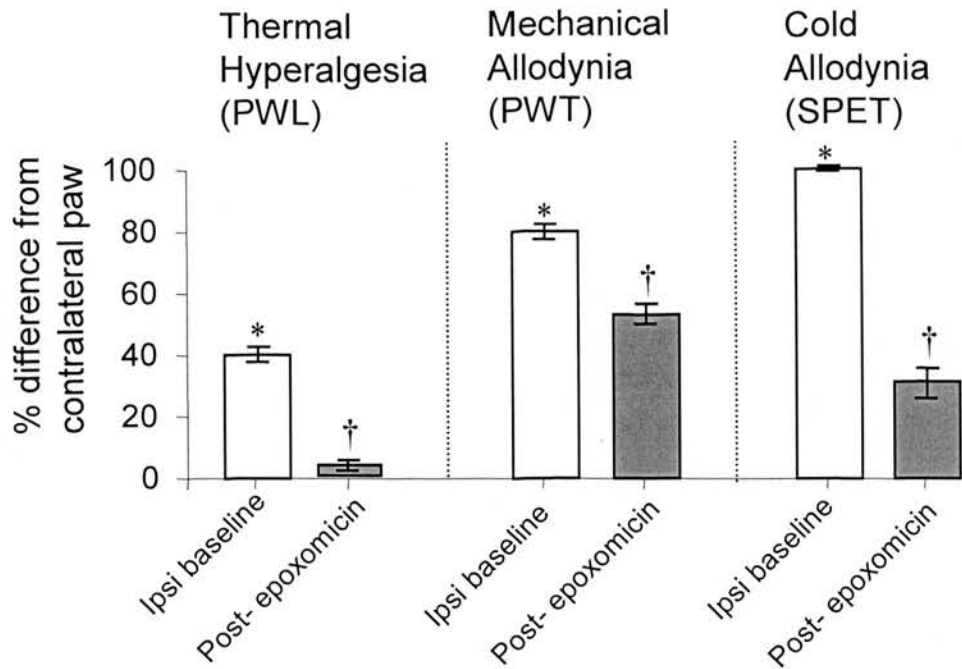 Thermal
Hyperalgesia
(PWL)
Mechanical
Allodynia
(PWT)
Cold
Allodynia
(SPET)
% difference from
contralateral paw
100
80
60
40
20
0
*
†
*
†
*
†
Ipsi baseline
Post- epoxomicin
Ipsi baseline
Post- epoxomicin
Ipsi baseline
Post- epoxomicin